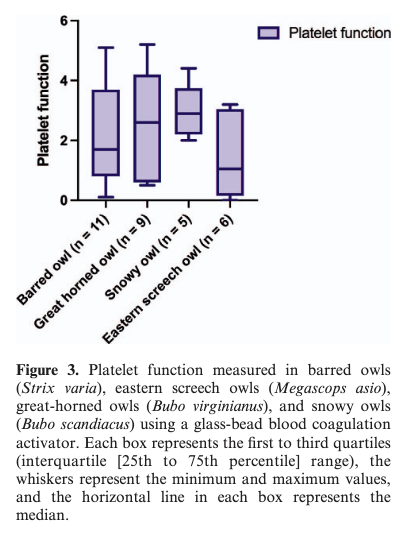 6
Platelet function
4
2
0
Platelet function
Barred owl (n = 11)
Great horned owl (n = 9)
Snowy owl (n = 5)
Eastern screech owl (n = 6)
Figure 3. Platelet function measured in barred owls
(Strix varia), eastern screech owls (Megascops asio),
great-horned owls (Bubo virginianus), and snowy owls
(Bubo scandiacus) using a glass-bead blood coagulation
activator. Each box represents the first to third quartiles
(interquartile [25th to 75th percentile] range), the
whiskers represent the minimum and maximum values,
and the horizontal line in each box represents the
median.